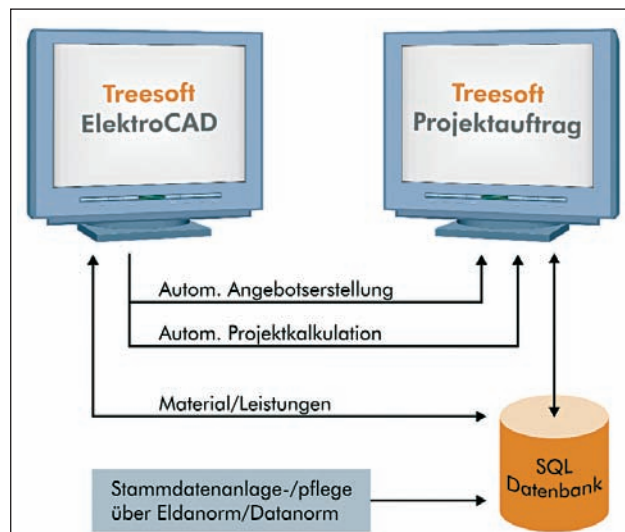 Treesoft
ElektroCAD
Treesoft
Projektauftrag
Autom. Angebotserstellung
Autom. Projektkalkulation
Material/Leistungen
SQL
Datenbank
Stammdatenanlage-/pflege
über Eldanorm/Datanorm